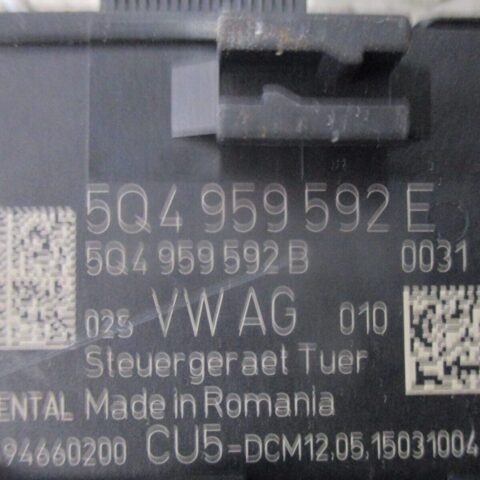 5Q4 959 592 E
5Q4 959 592 B 0031
025 VW AG 010
Steuergeraet Tuer
ENTAL Made in Romania
94660200 CU5-DCM12.05.15031004